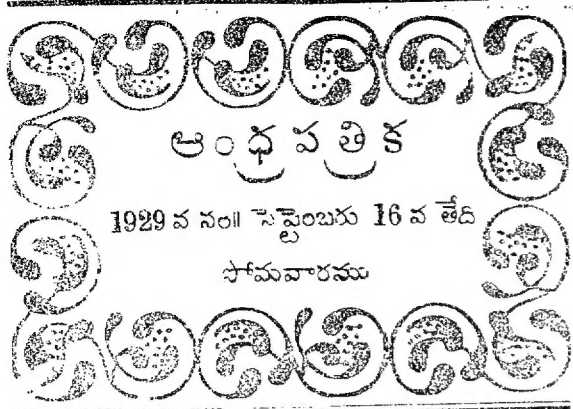 ఆంధ్రపత్రిక
1929 వ సం॥ సెప్టెంబరు 16 వ తేది
సోమవారము